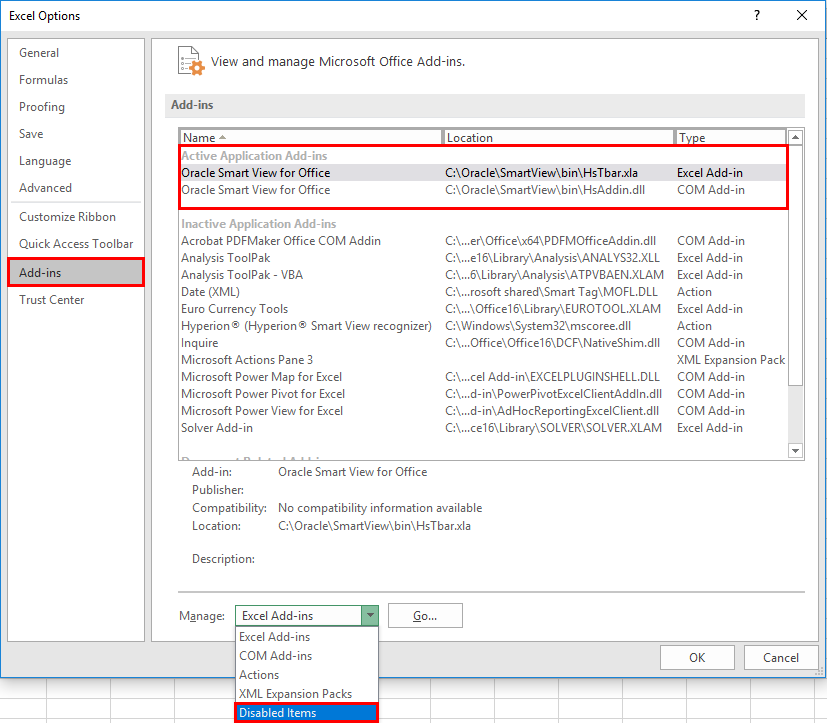 Excel Options
?
General
Formulas
Proofing
Save
Language
Advanced
Customize Ribbon
Quick Access Toolbar
Add-ins
Trust Center
View and manage Microsoft Office Add-ins.
Add-ins
Name Location Type
Active Application Add-ins
Oracle Smart View for Office C:\Oracle\SmartView\bin\HsTbar.xla Excel Add-in
Oracle Smart View for Office C:\Oracle\SmartView\bin\HsAddin.dll COM Add-in
Inactive Application Add-ins
Acrobat PDFMaker Office COM Addin C:\...er\Office\x64\PDFMOfficeAddin.dll COM Add-in
Analysis ToolPak C:\...e16\Library\Analysis\ANALYS32.XLL Excel Add-in
Analysis ToolPak - VBA C:\...6\Library\Analysis\ATPVBAEN.XLAM Excel Add-in
Date (XML) C:\...rosoft shared\Smart Tag\MOFL.DLL Action
Euro Currency Tools C:\...\Office16\Library\EUROTOOL.XLAM Excel Add-in
Hyperion® (Hyperion® Smart View recognizer) C:\Windows\System32\mscoree.dll Action
Inquire C:\...Office\Office16\DCF\NativeShim.dll COM Add-in
Microsoft Actions Pane 3 XML Expansion Pack
Microsoft Power Map for Excel C:\...cel Add-in\EXCELPLUGINSHELL.DLL COM Add-in
Microsoft Power Pivot for Excel C:\...d-in\PowerPivotExcelClientAddIn.dll COM Add-in
Microsoft Power View for Excel C:\...d-in\AdHocReportingExcelClient.dll COM Add-in
Solver Add-in C:\...ce16\Library\SOLVER\SOLVER.XLAM Excel Add-in
Add-in: Oracle Smart View for Office
Publisher:
Compatibility: No compatibility information available
Location: C:\Oracle\SmartView\bin\HsTbar.xla
Description:
Manage: Excel Add-ins Go...
Excel Add-ins
COM Add-ins
Actions
XML Expansion Packs
Disabled Items
OK Cancel